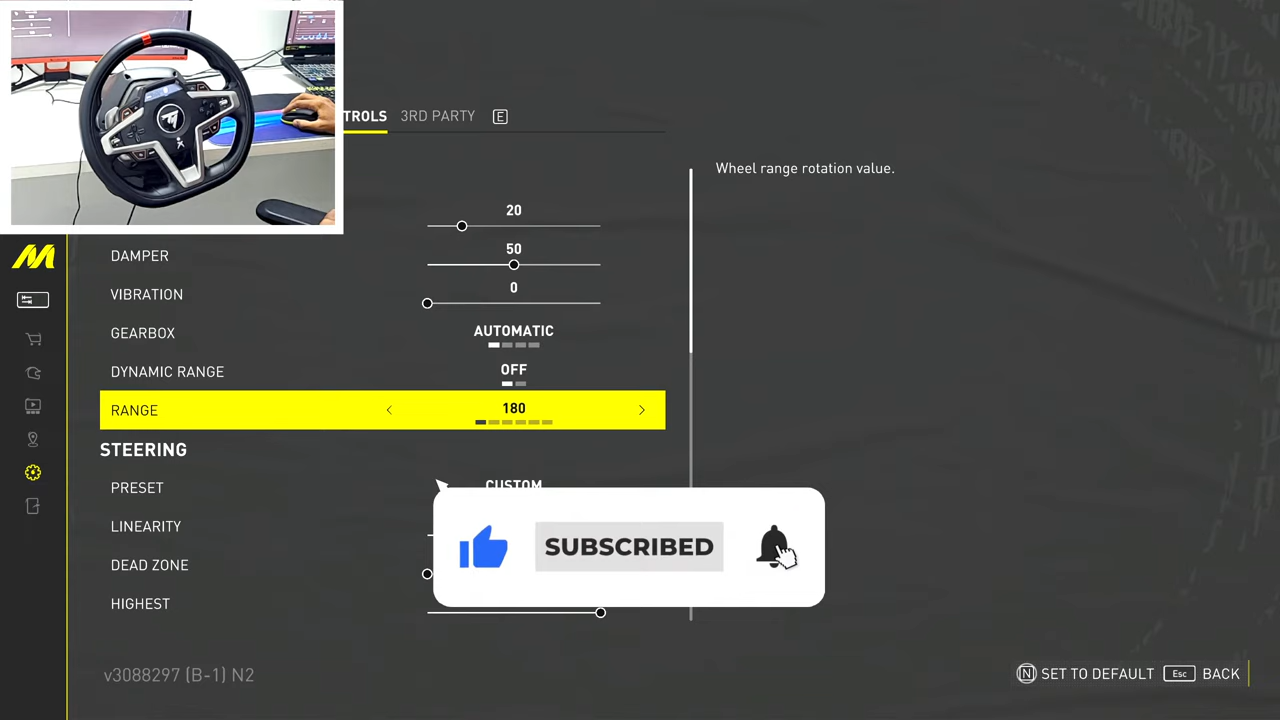 TROLS 3RD PARTY E
Wheel range rotation value.
20
DAMPER 50
VIBRATION 0
GEARBOX AUTOMATIC
DYNAMIC RANGE OFF
RANGE 180
STEERING
PRESET CUSTOM
LINEARITY
DEAD ZONE
HIGHEST
SUBSCRIBED
v3088297 (B-1) N2
N SET TO DEFAULT Esc BACK